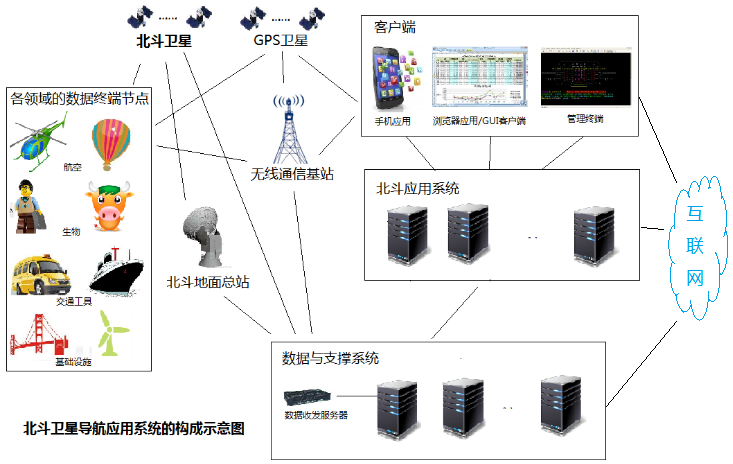 北斗卫星
GPS卫星
客户端
手机应用
浏览器应用/GUI客户端
管理终端
各领域的数据终端节点
航空
生物
交通工具
基础设施
无线通信基站
北斗地面总站
北斗应用系统
互
联
网
数据与支撑系统
数据收发服务器
北斗卫星导航应用系统的构成示意图